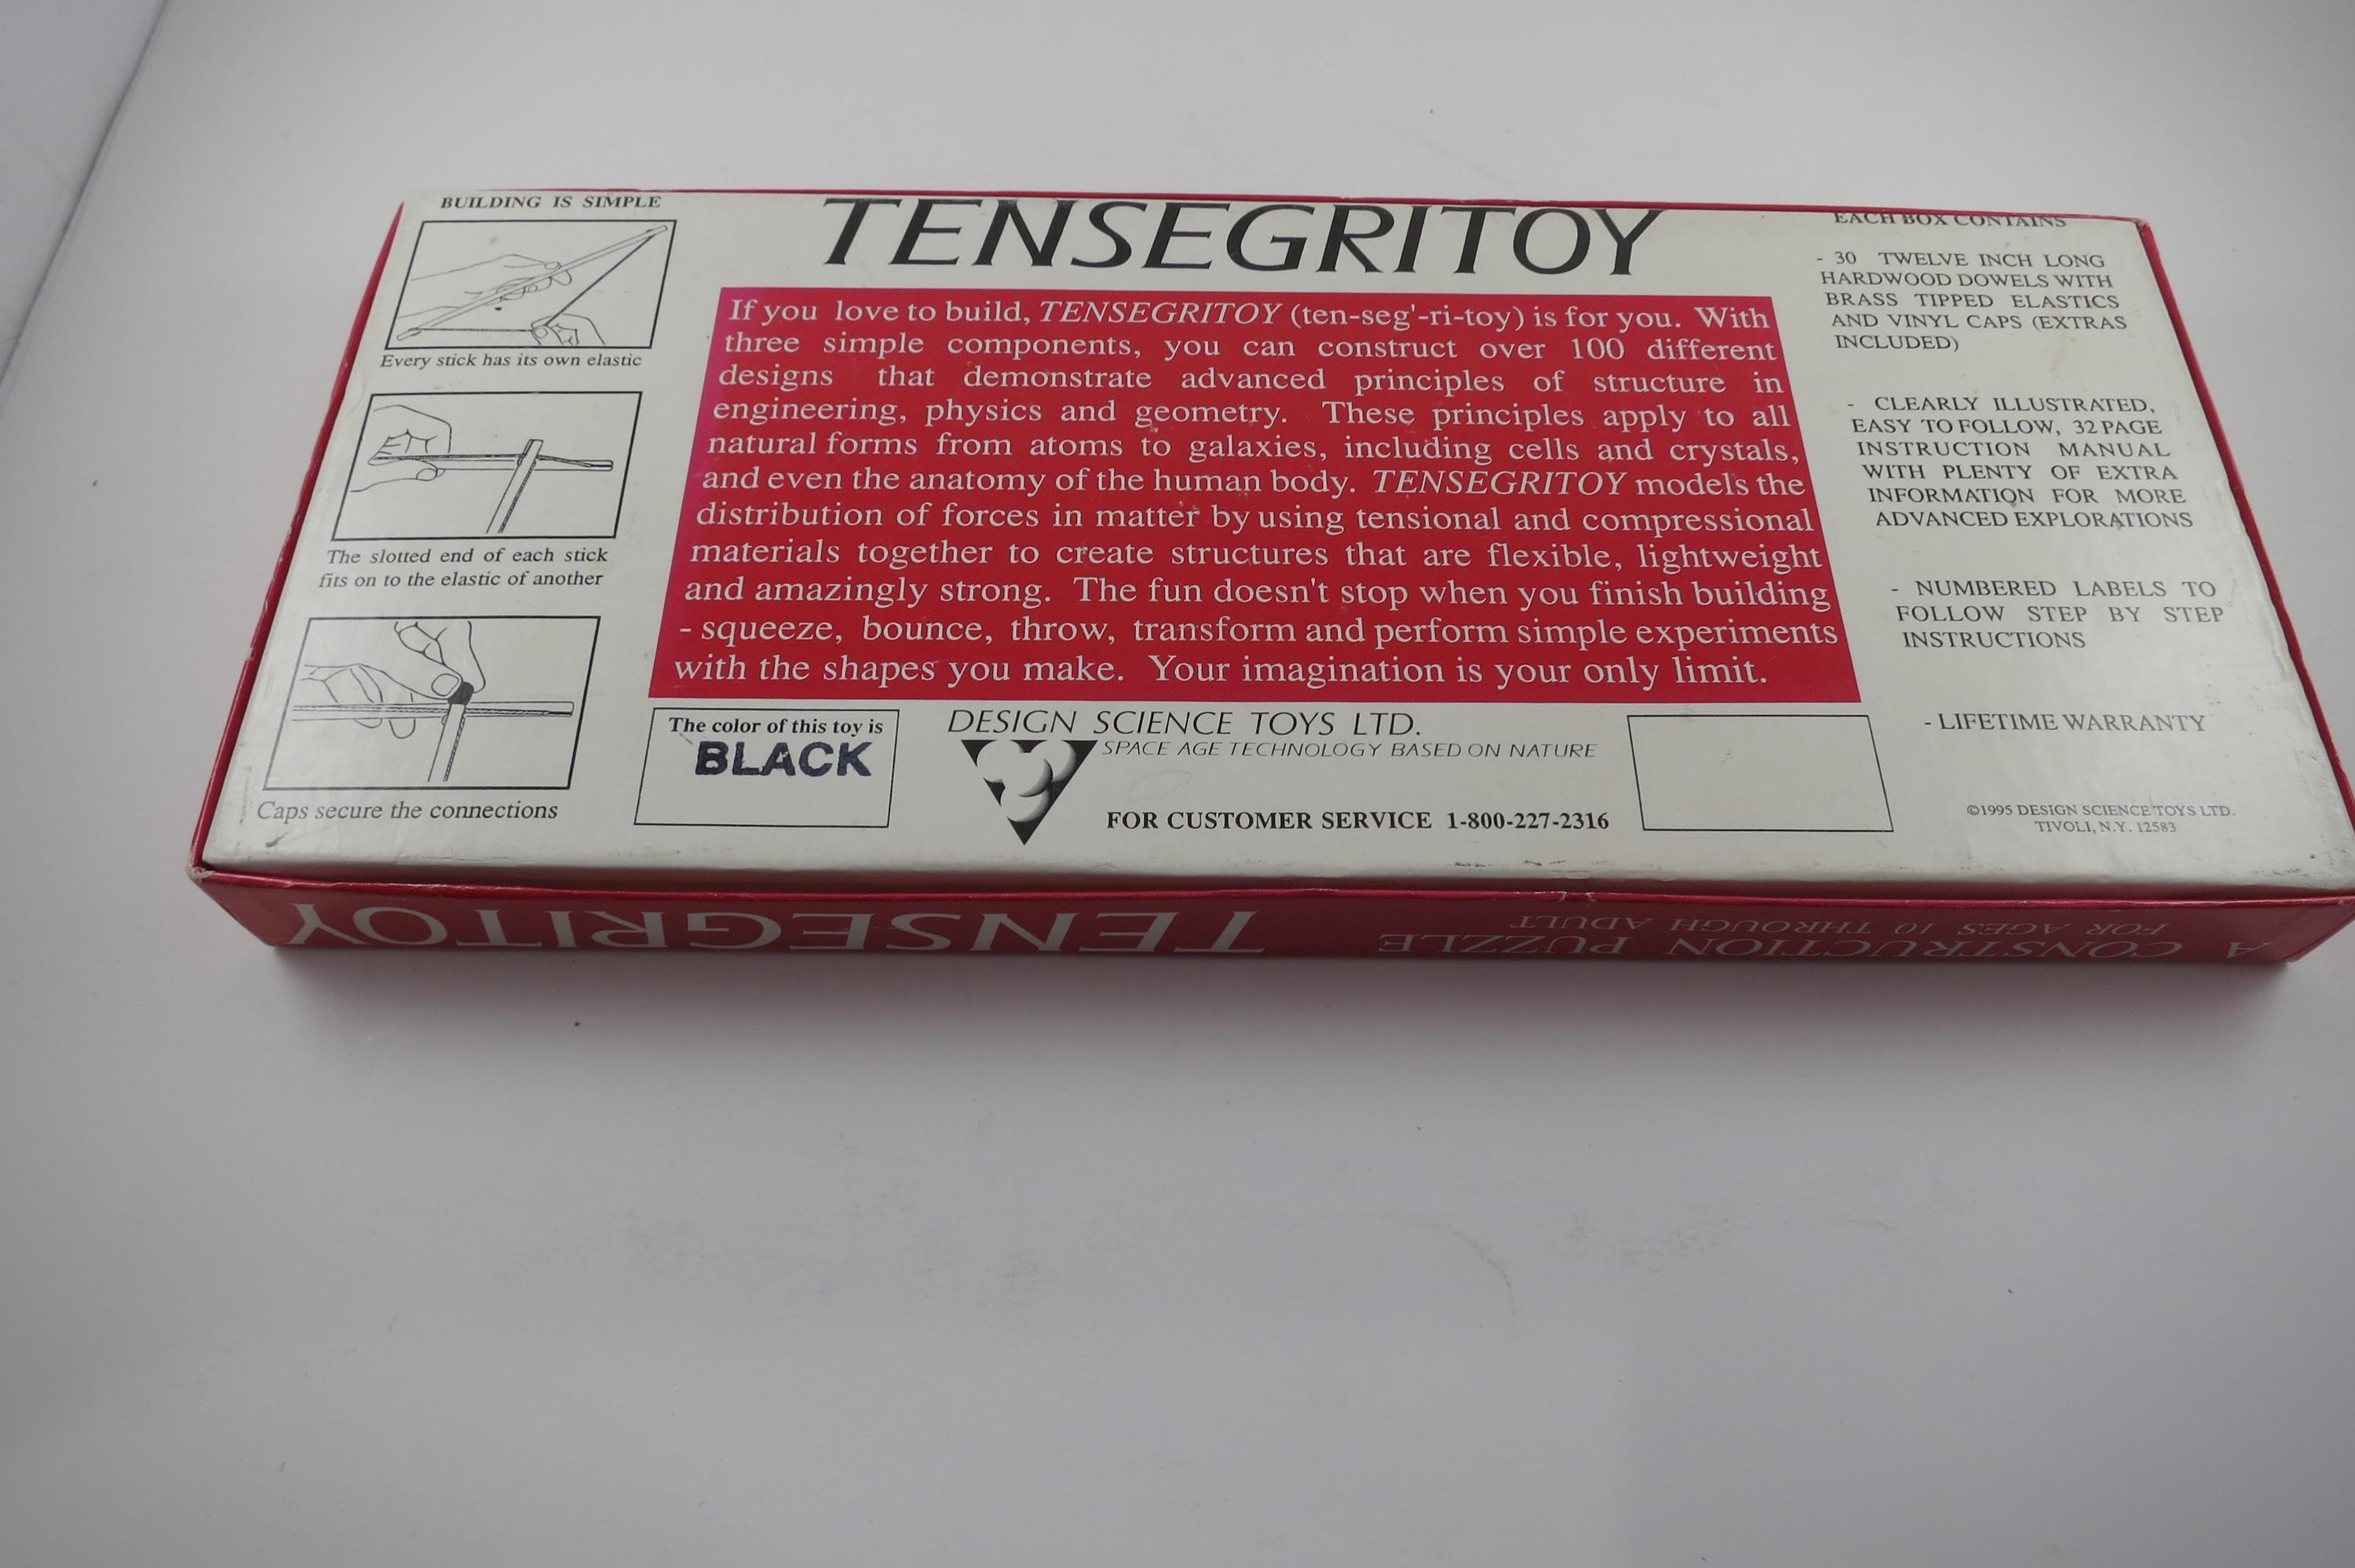 BUILDING IS SIMPLE
Every stick has its own elastic
The slotted end of each stick
fits on to the elastic of another
Caps secure the connections
TENSEGRITOY
If you love to build, TENSEGRITOY (ten-seg'-ri-toy) is for you. With
three simple components, you can construct over 100 different
designs that demonstrate advanced principles of structure in
engineering, physics and geometry. These principles apply to all
natural forms from atoms to galaxies, including cells and crystals,
and even the anatomy of the human body. TENSEGRITOY models the
distribution of forces in matter by using tensional and compressional
materials together to create structures that are flexible, lightweight
and amazingly strong. The fun doesn't stop when you finish building
- squeeze, bounce, throw, transform and perform simple experiments
with the shapes you make. Your imagination is your only limit.
The color of this toy is
BLACK
DESIGN SCIENCE TOYS LTD.
SPACE AGE TECHNOLOGY BASED ON NATURE
FOR CUSTOMER SERVICE 1-800-227-2316
EACH BOX CONTAINS
- 30 TWELVE INCH LONG
HARDWOOD DOWELS WITH
BRASS TIPPED ELASTICS
AND VINYL CAPS (EXTRAS
INCLUDED)
- CLEARLY ILLUSTRATED,
EASY TO FOLLOW, 32 PAGE
INSTRUCTION MANUAL
WITH PLENTY OF EXTRA
INFORMATION FOR MORE
ADVANCED EXPLORATIONS
- NUMBERED LABELS TO
FOLLOW STEP BY STEP
INSTRUCTIONS
- LIFETIME WARRANTY
©1995 DESIGN SCIENCE TOYS LTD.
TIVOLI, N.Y. 12583
TENSEGRITOY
A CONSTRUCTION PUZZLE
FOR AGES 10 THROUGH ADULT